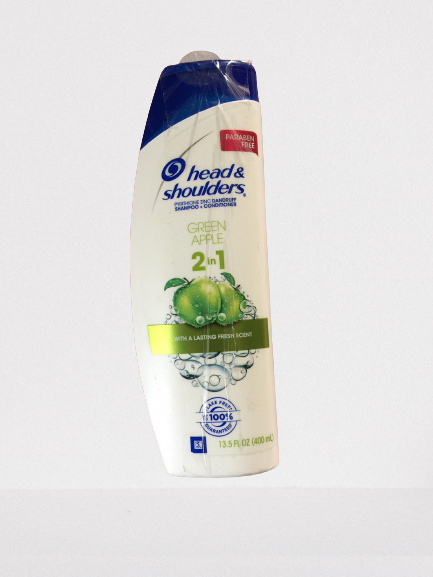 PARABEN
FREE
head &
shoulders®
PYRITHIONE ZINC DANDRUFF
SHAMPOO + CONDITIONER
GREEN
APPLE
2 in 1
WITH A LASTING FRESH SCENT
100%
GUARANTEED
13.5 FL OZ (400 mL)